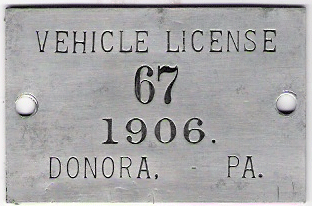 VEHICLE LICENSE
67
1906.
DONORA, PA.